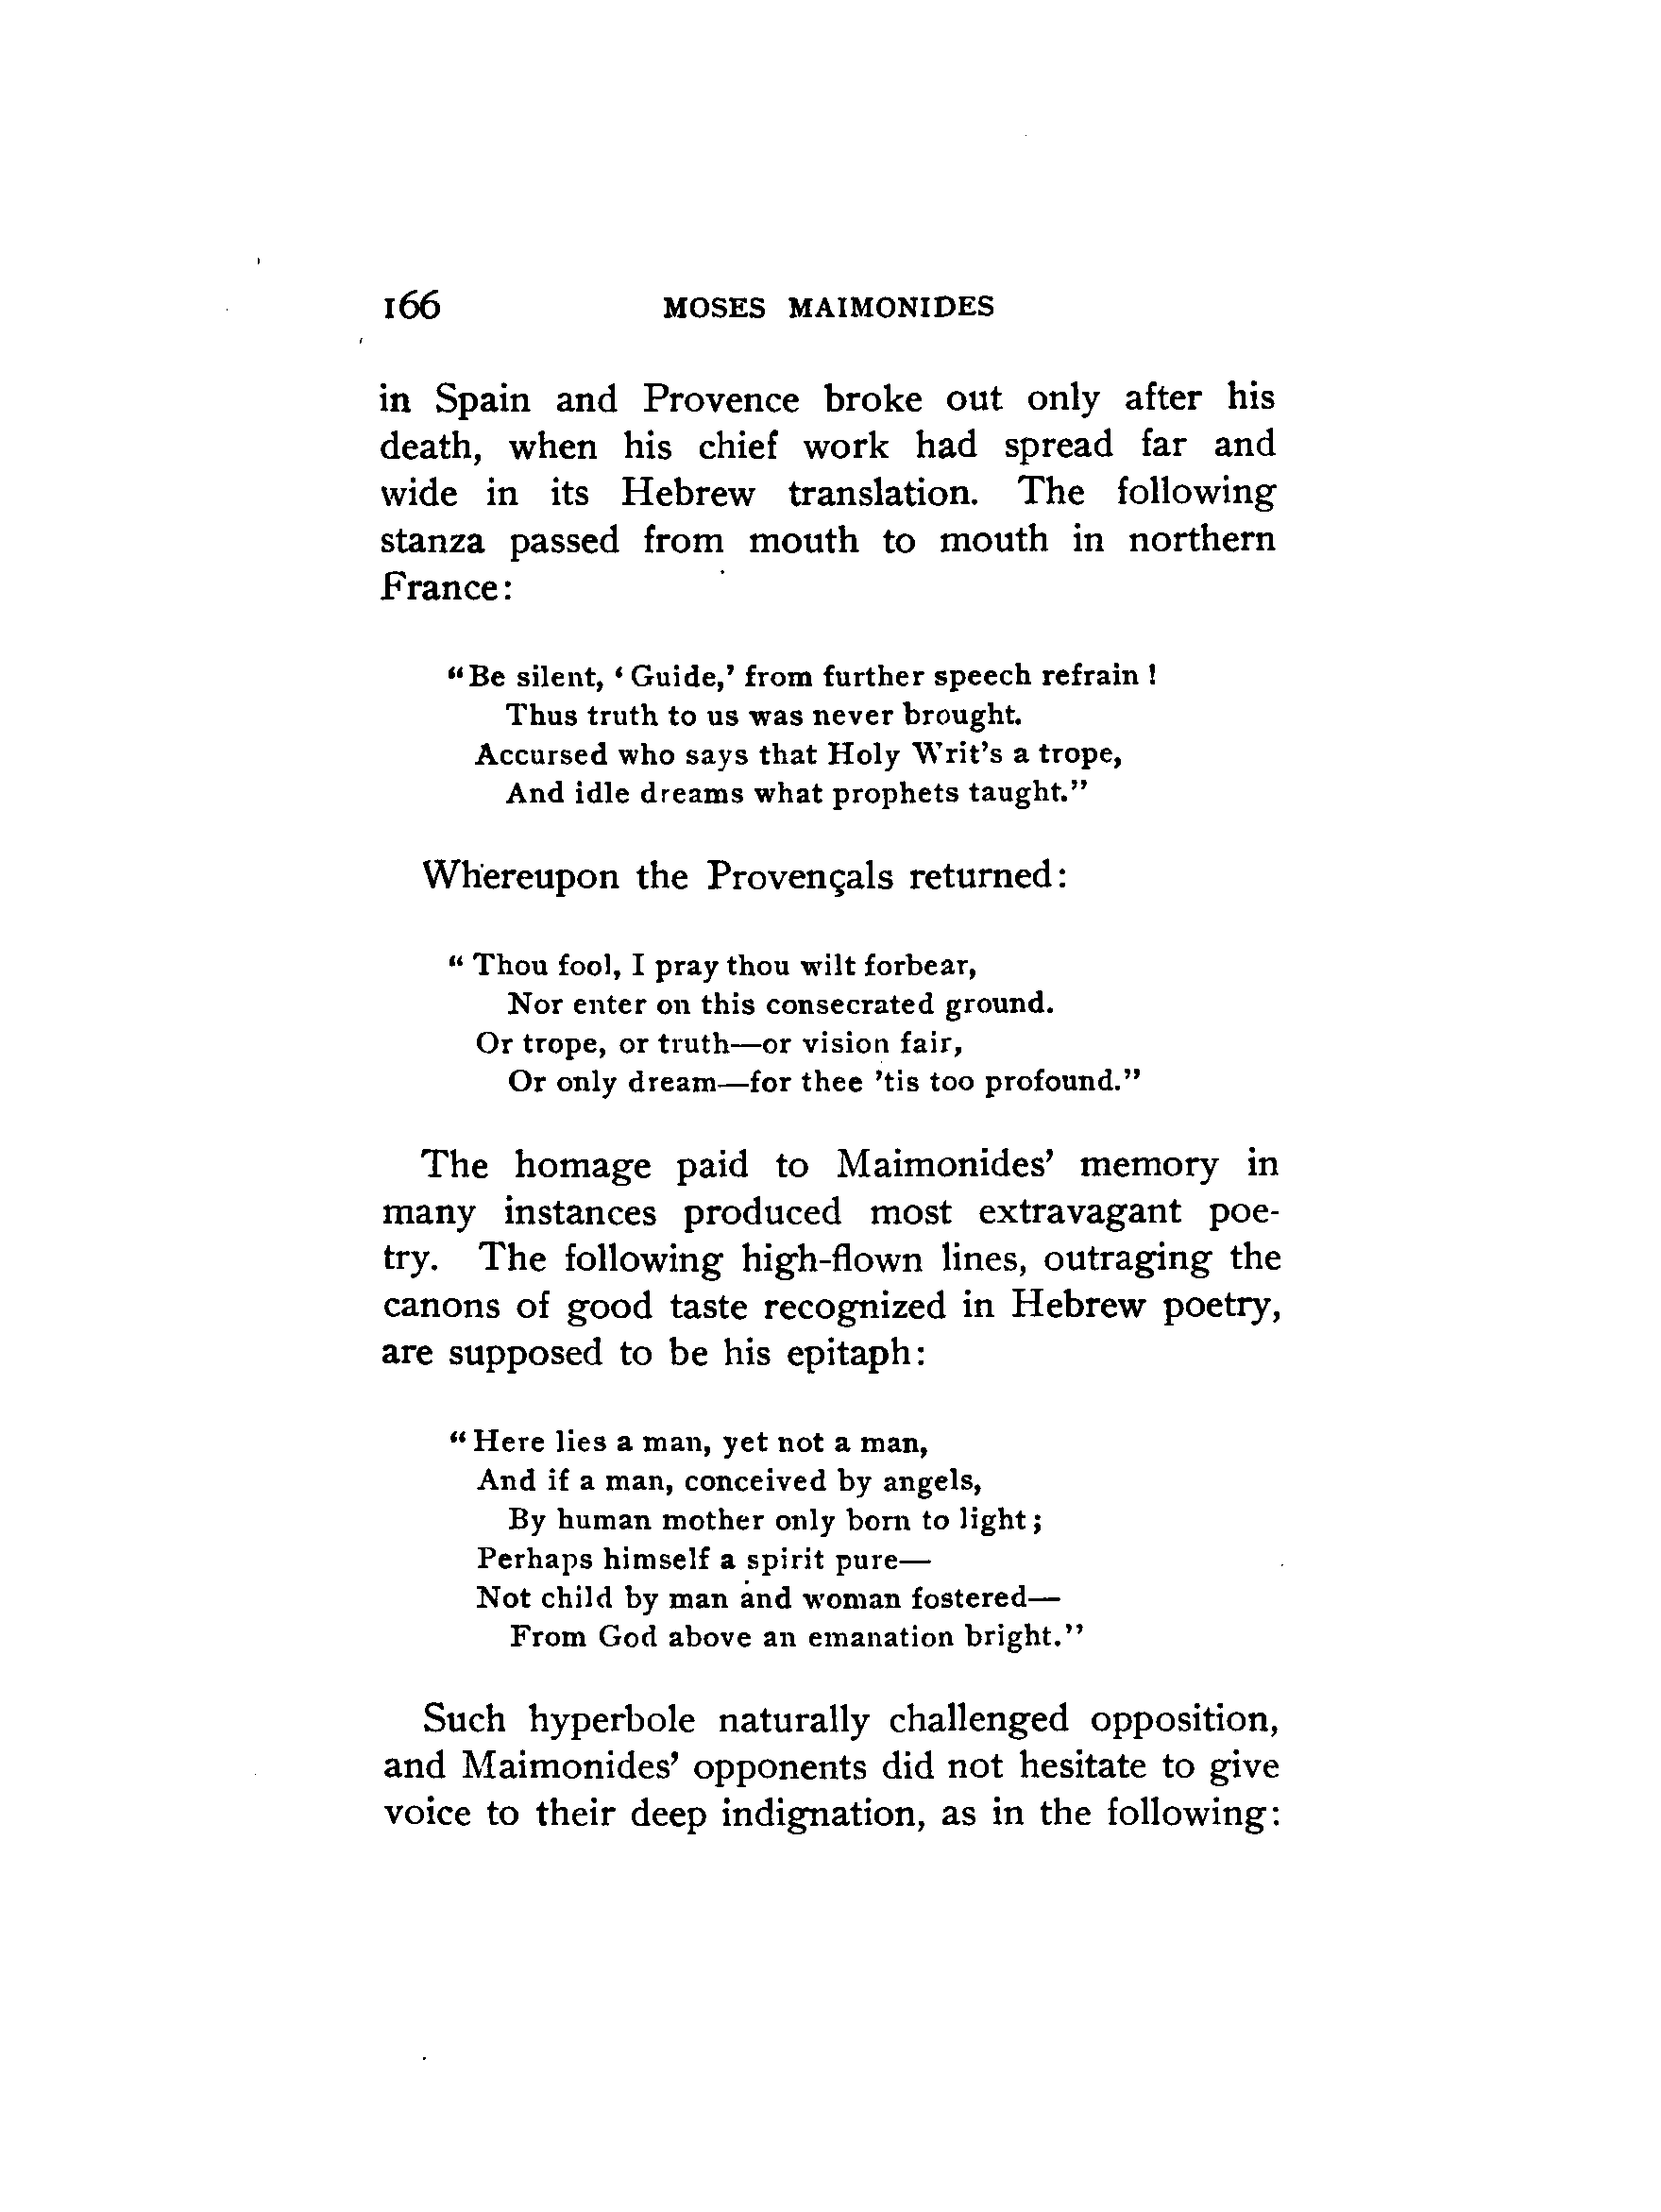 166 MOSES MAIMONIDES
in Spain and Provence broke out only after his
death, when his chief work had spread far and
wide in its Hebrew translation. The following
stanza passed from mouth to mouth in northern
France:
"Be silent, 'Guide,' from further speech refrain!
Thus truth to us was never brought.
Accursed who says that Holy Writ's a trope,
And idle dreams what prophets taught."
Whereupon the Provençals returned:
"Thou fool, I pray thou wilt forbear,
Nor enter on this consecrated ground.
Or trope, or truth—or vision fair,
Or only dream—for thee 'tis too profound."
The homage paid to Maimonides' memory in
many instances produced most extravagant poe-
try. The following high-flown lines, outraging the
canons of good taste recognized in Hebrew poetry,
are supposed to be his epitaph:
"Here lies a man, yet not a man,
And if a man, conceived by angels,
By human mother only born to light;
Perhaps himself a spirit pure—
Not child by man and woman fostered—
From God above an emanation bright."
Such hyperbole naturally challenged opposition,
and Maimonides' opponents did not hesitate to give
voice to their deep indignation, as in the following: